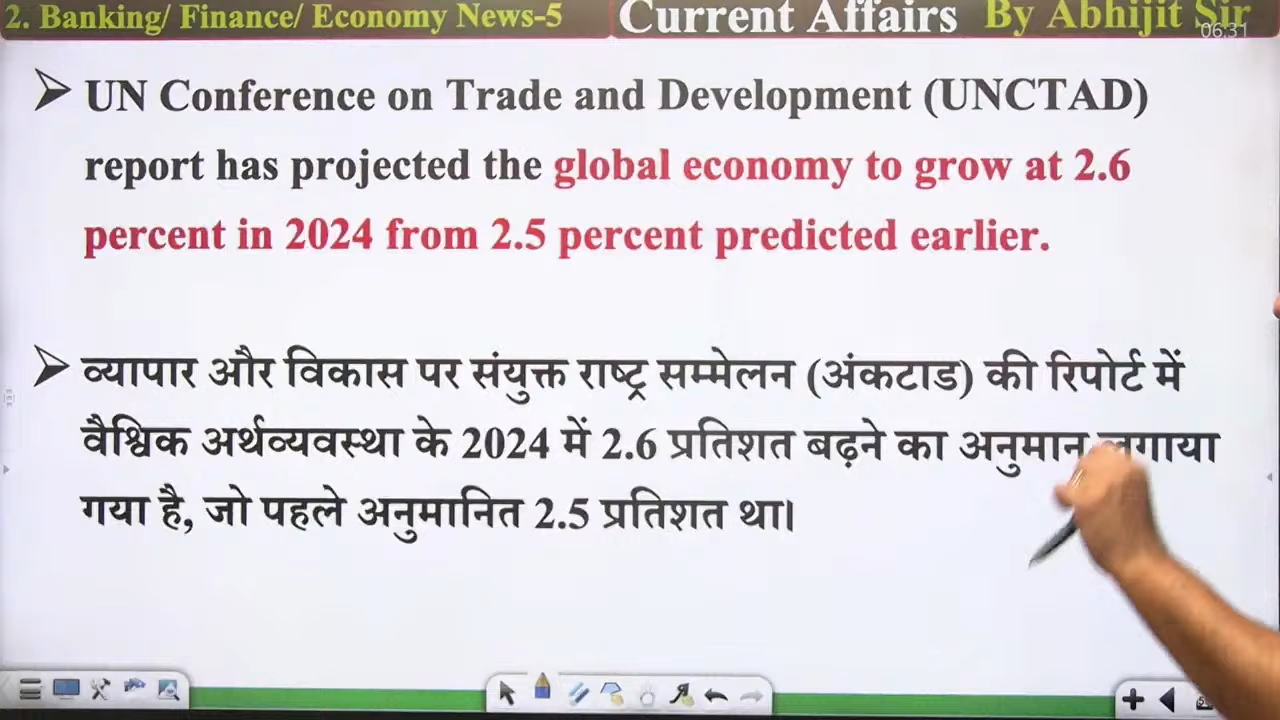 2. Banking/ Finance/ Economy News-5 Current Affairs By Abhijit Sir
06:31
UN Conference on Trade and Development (UNCTAD)
report has projected the global economy to grow at 2.6
percent in 2024 from 2.5 percent predicted earlier.
व्यापार और विकास पर संयुक्त राष्ट्र सम्मेलन (अंकटाड) की रिपोर्ट में
वैश्विक अर्थव्यवस्था के 2024 में 2.6 प्रतिशत बढ़ने का अनुमान लगाया
गया है, जो पहले अनुमानित 2.5 प्रतिशत था।